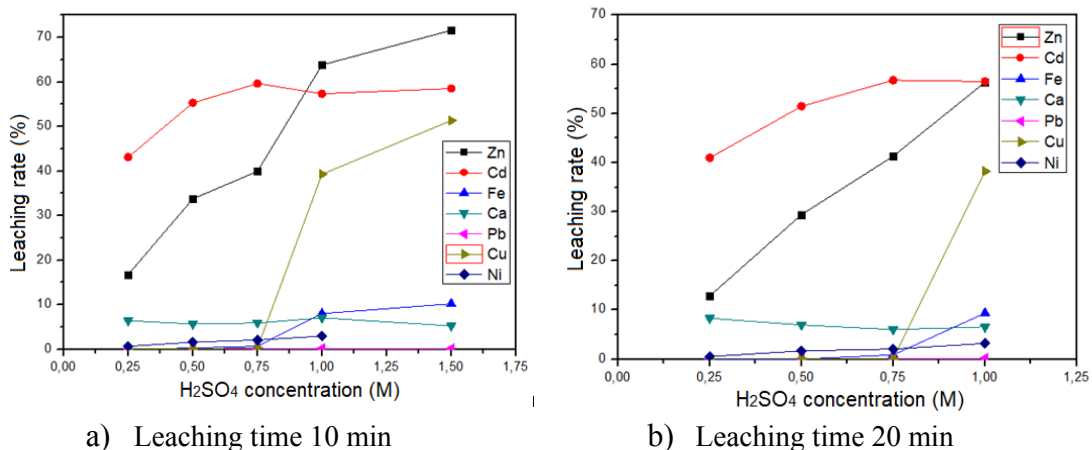 70
60
50
40
30
20
10
0
Leaching rate (%)
0,00 0,25 0,50 0,75 1,00 1,25 1,50 1,75
H2SO4 concentration (M)
Zn
Cd
Fe
Ca
Pb
Cu
Ni
a) Leaching time 10 min
70
60
50
40
30
20
10
0
Leaching rate (%)
0,00 0,25 0,50 0,75 1,00 1,25
H2SO4 concentration (M)
Zn
Cd
Fe
Ca
Pb
Cu
Ni
b) Leaching time 20 min